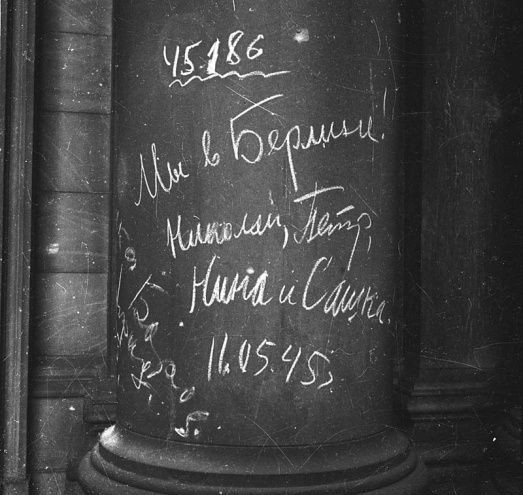 45186
Мы в Берлине!
Николай, Петр,
Нина и Сашка.
11.05.45